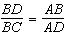 BD/BC = AB/AD